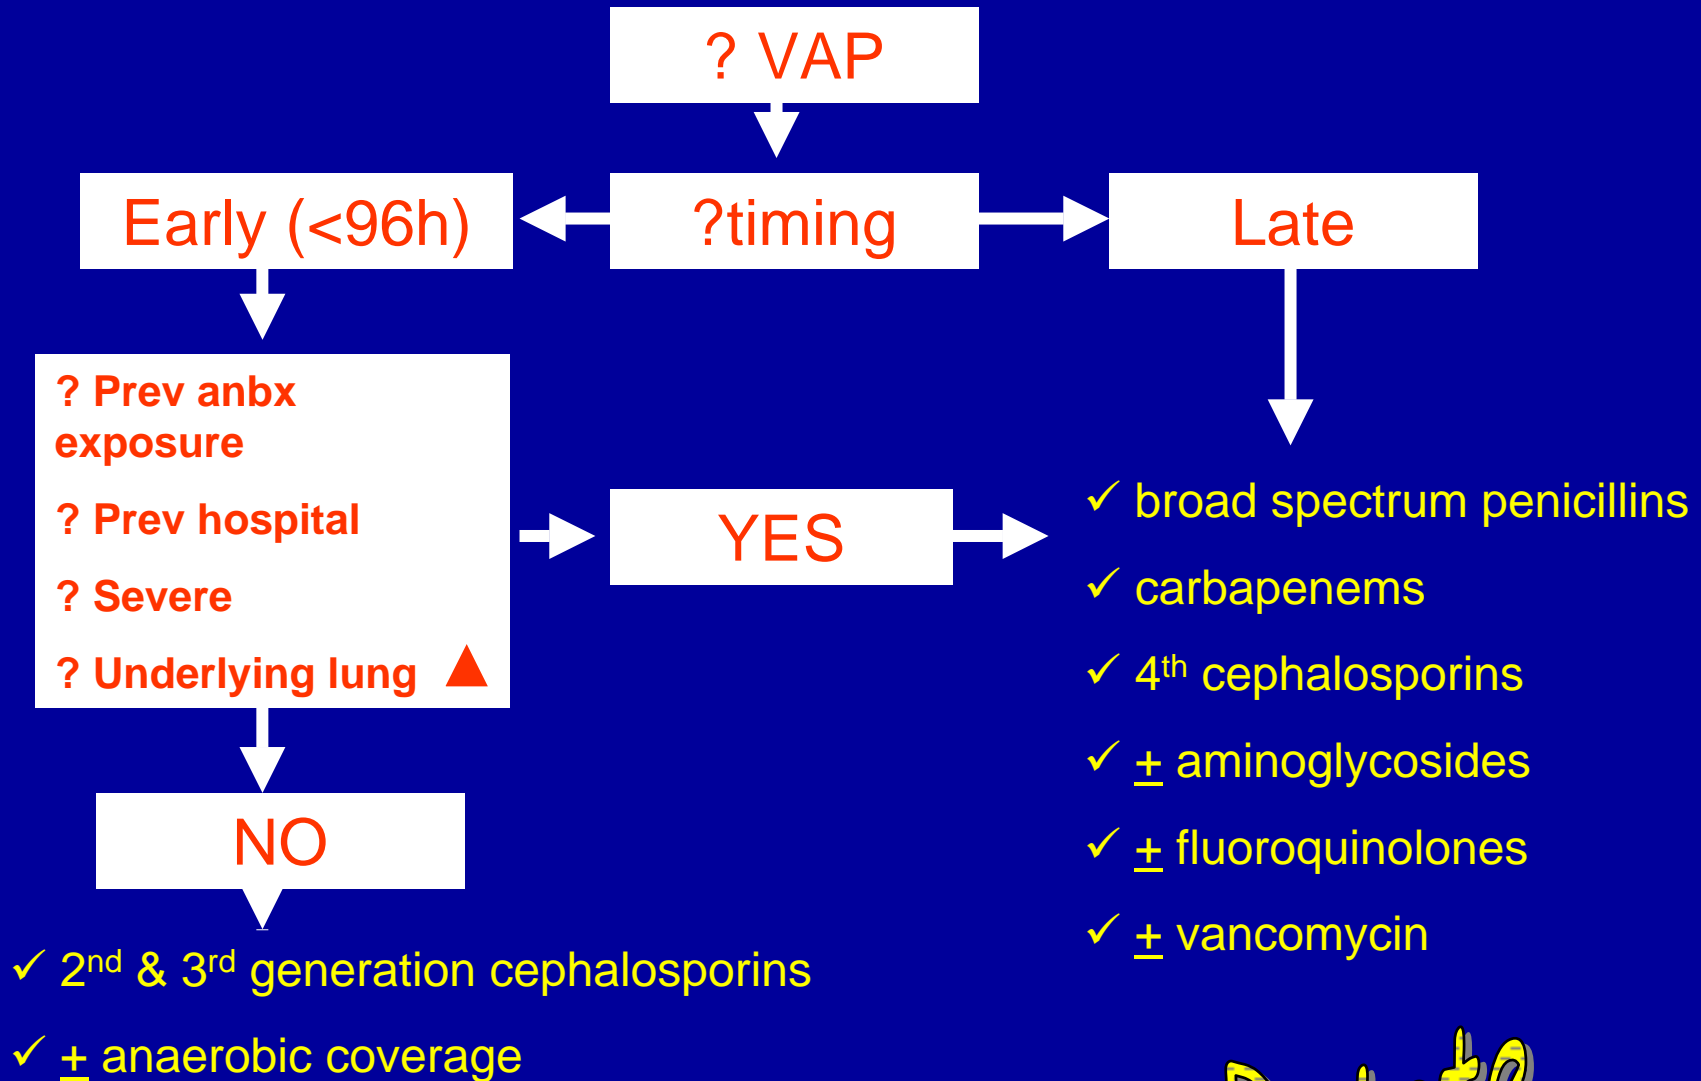 ? VAP
Early (<96h)
?timing
Late
? Prev anbx
exposure
? Prev hospital
? Severe
? Underlying lung ▲
YES
NO
✓ broad spectrum penicillins
✓ carbapenems
✓ 4th cephalosporins
✓ + aminoglycosides
✓ + fluoroquinolones
✓ + vancomycin
✓ 2nd & 3rd generation cephalosporins
✓ + anaerobic coverage